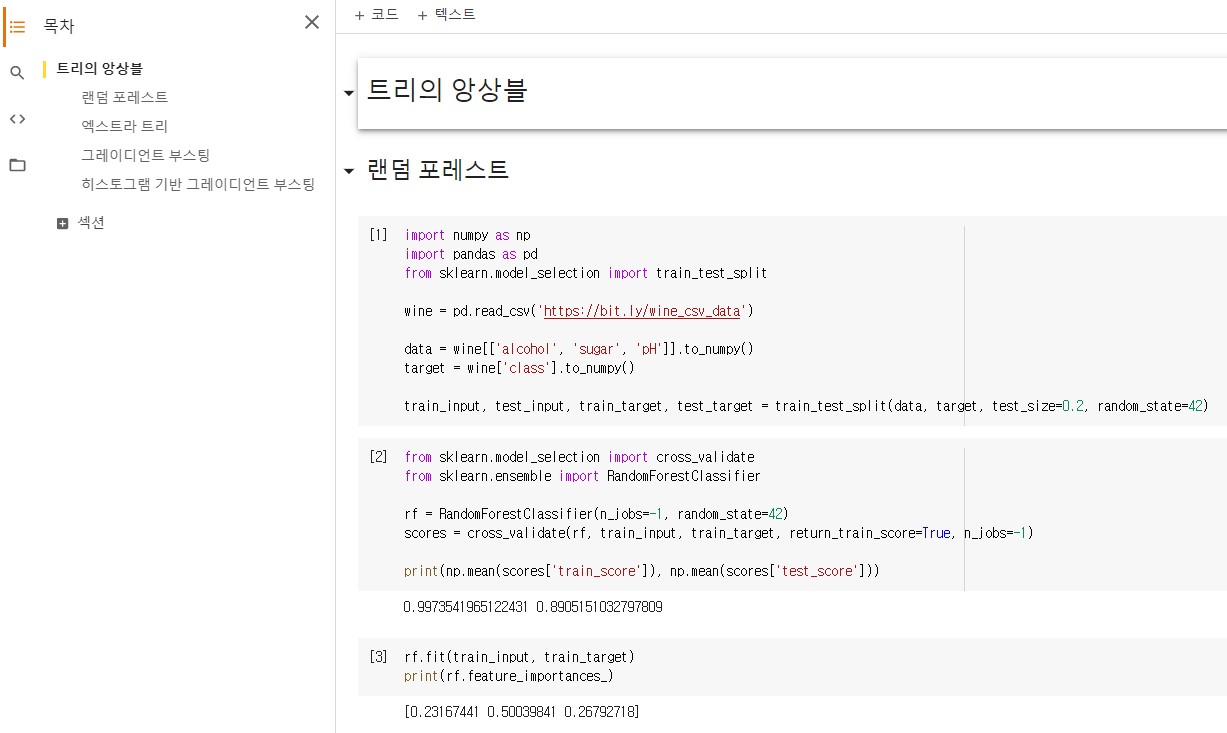 목차
트리의 앙상블
랜덤 포레스트
엑스트라 트리
그레이디언트 부스팅
히스토그램 기반 그레이디언트 부스팅
섹션
+ 코드 + 텍스트
트리의 앙상블
랜덤 포레스트
[1] import numpy as np
import pandas as pd
from sklearn.model_selection import train_test_split
wine = pd.read_csv('https://bit.ly/wine_csv_data')
data = wine[['alcohol', 'sugar', 'pH']].to_numpy()
target = wine['class'].to_numpy()
train_input, test_input, train_target, test_target = train_test_split(data, target, test_size=0.2, random_state=42)
[2] from sklearn.model_selection import cross_validate
from sklearn.ensemble import RandomForestClassifier
rf = RandomForestClassifier(n_jobs=-1, random_state=42)
scores = cross_validate(rf, train_input, train_target, return_train_score=True, n_jobs=-1)
print(np.mean(scores['train_score']), np.mean(scores['test_score']))
0.9973541965122431 0.8905151032797809
[3] rf.fit(train_input, train_target)
print(rf.feature_importances_)
[0.23167441 0.50039841 0.26792718]